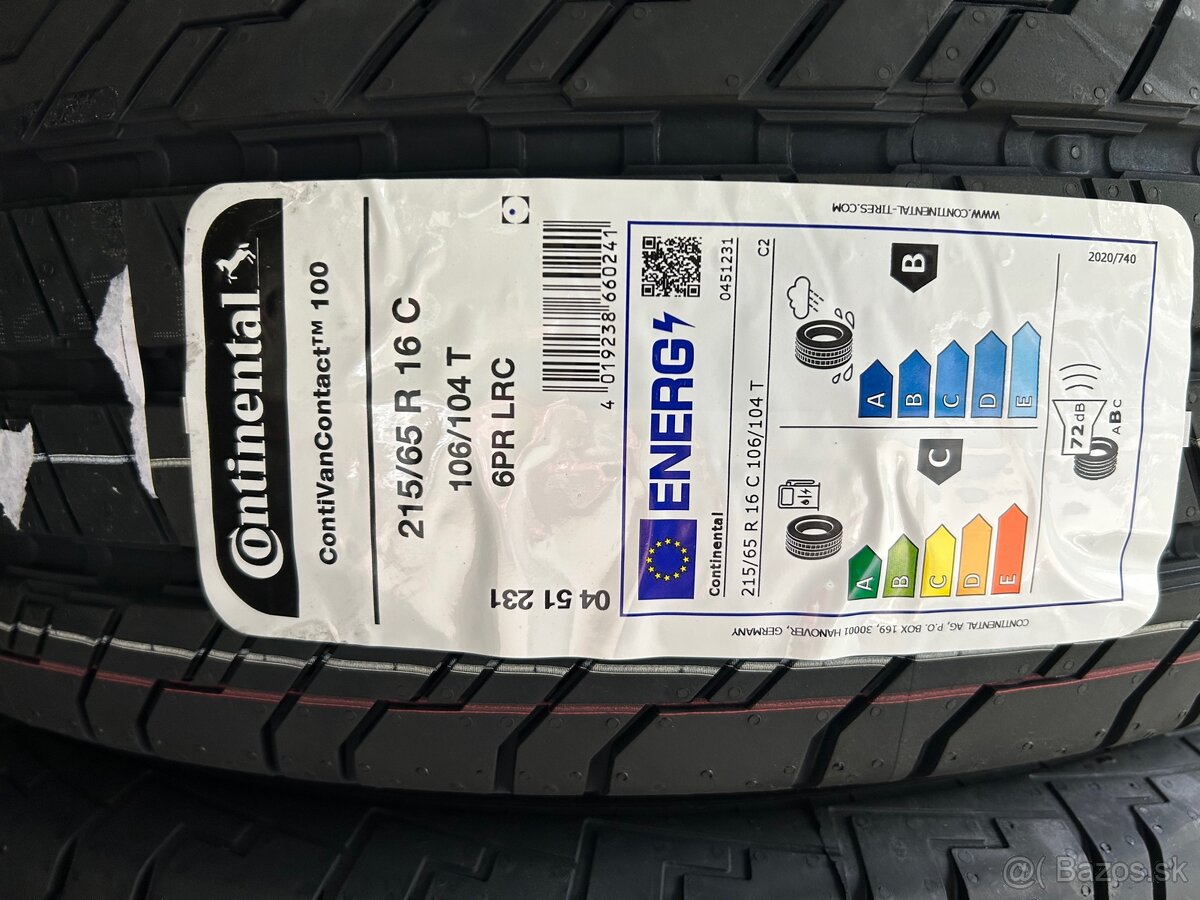 Continental
ContiVanContact™ 100
215/65 R 16 C
106/104 T
6PR LRC
4 019238 660241
04 51 231
ENERG
Continental
0451231
215/65 R 16 C 106/104 T
C2
A
B
C
D
E
C
A
B
C
D
E
B
72 dB
ABC
2020/740
WWW.CONTINENTAL-TIRES.COM
CONTINENTAL AG, P.O. BOX 169, 30001 HANOVER, GERMANY
@( Bazos.sk